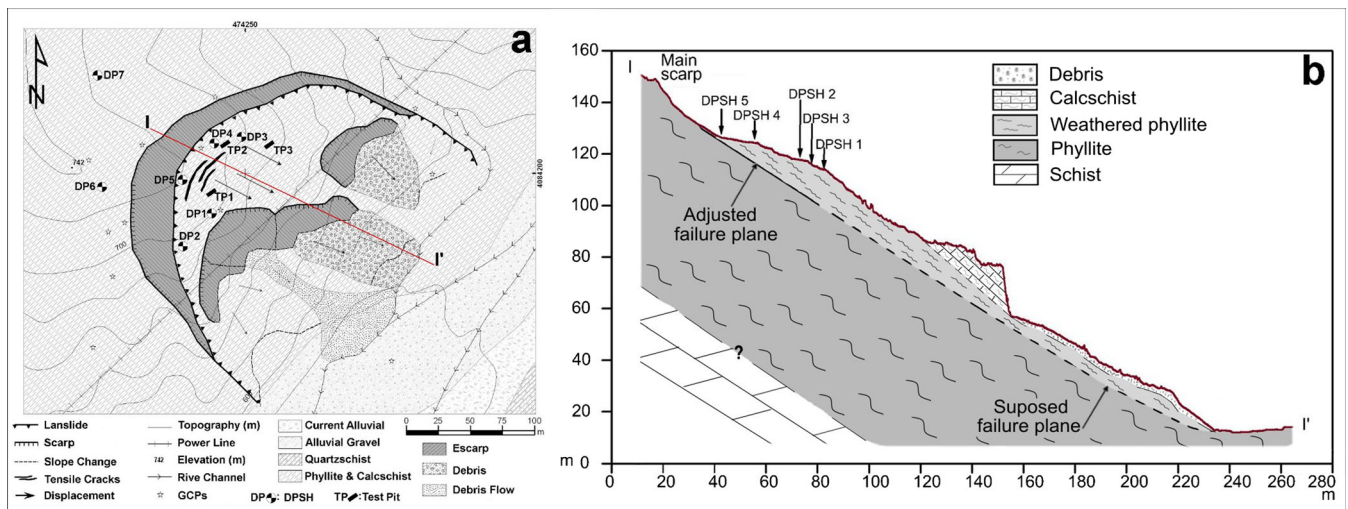 474250
a
N
DP7
I
DP4
DP3
TP2
TP3
742
4084200
DP6
DP5
TP1
DP1
DP2
700
I'
Lanslide
Scarp
Slope Change
Tensile Cracks
Displacement
Topography (m)
Power Line
742 Elevation (m)
Rive Channel
GCPs
Current Alluvial
Alluvial Gravel
Quartzschist
Phyllite & Calcschist
DP : DPSH
TP :Test Pit
0 25 50 75 100
m
Escarp
Debris
Debris Flow
b
160
140
120
100
80
60
40
20
m 0
0 20 40 60 80 100 120 140 160 180 200 220 240 260 280
m
I
Main
scarp
DPSH 5
DPSH 4
DPSH 2
DPSH 3
DPSH 1
Adjusted
failure plane
?
Suposed
failure plane
I'
Debris
Calcschist
Weathered phyllite
Phyllite
Schist